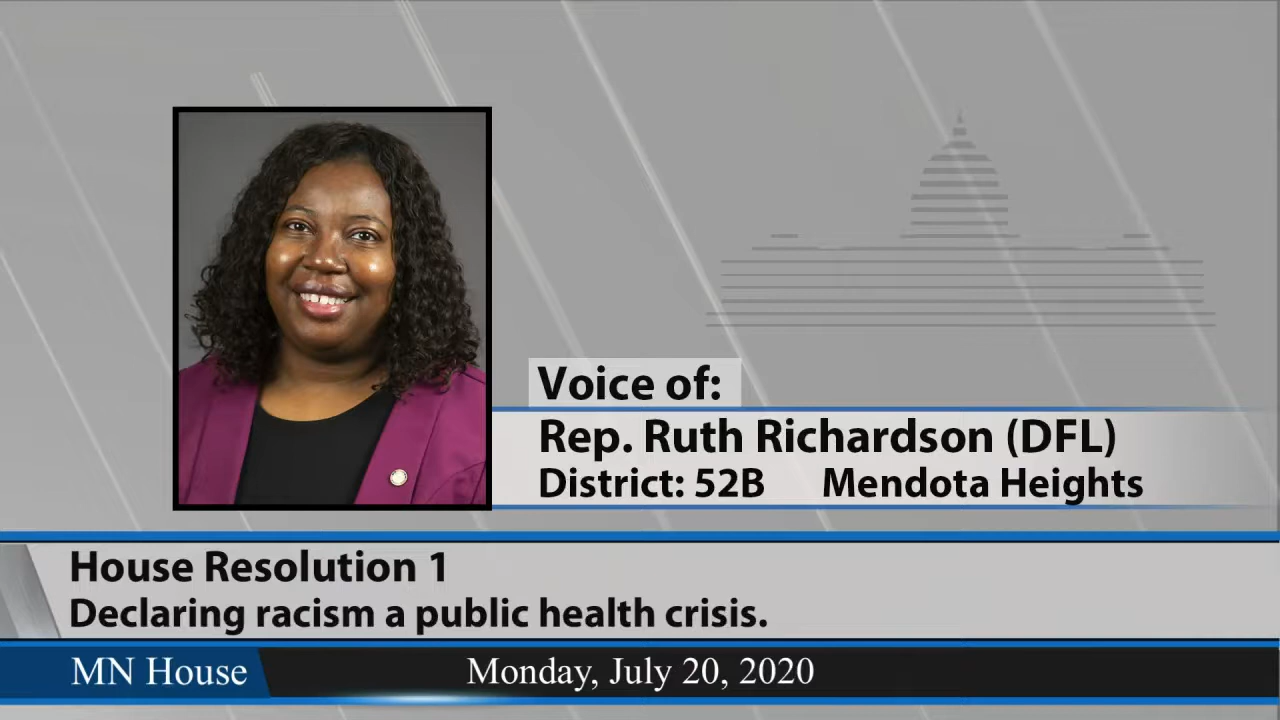 Voice of:
Rep. Ruth Richardson (DFL)
District: 52B Mendota Heights
House Resolution 1
Declaring racism a public health crisis.
MN House Monday, July 20, 2020